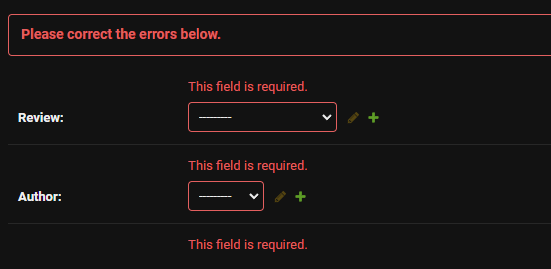 Please correct the errors below.
This field is required.
Review: ---------
This field is required.
Author: ---------
This field is required.